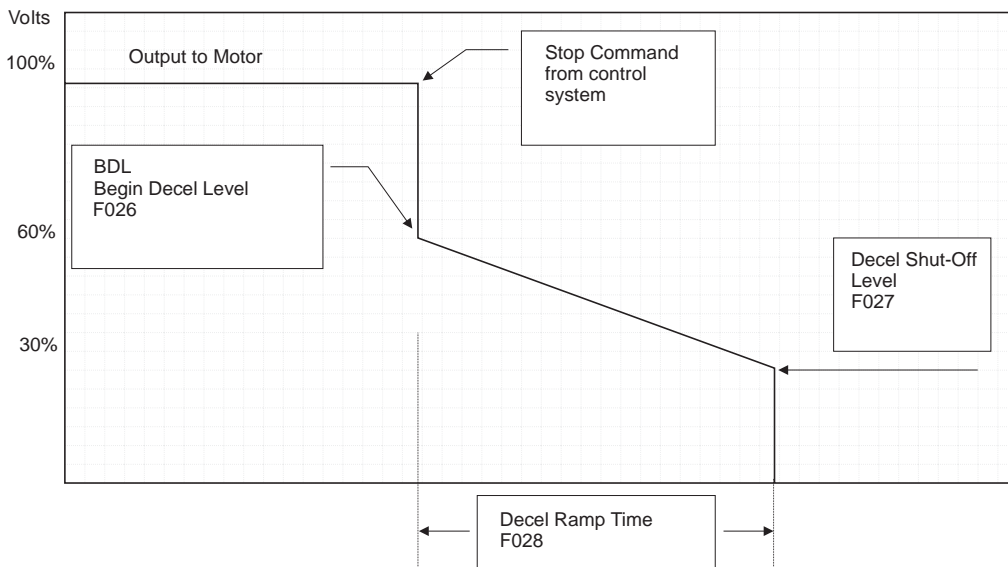 Volts
100%
Output to Motor
Stop Command
from control
system
BDL
Begin Decel Level
F026
60%
Decel Shut-Off
Level
F027
30%
Decel Ramp Time
F028